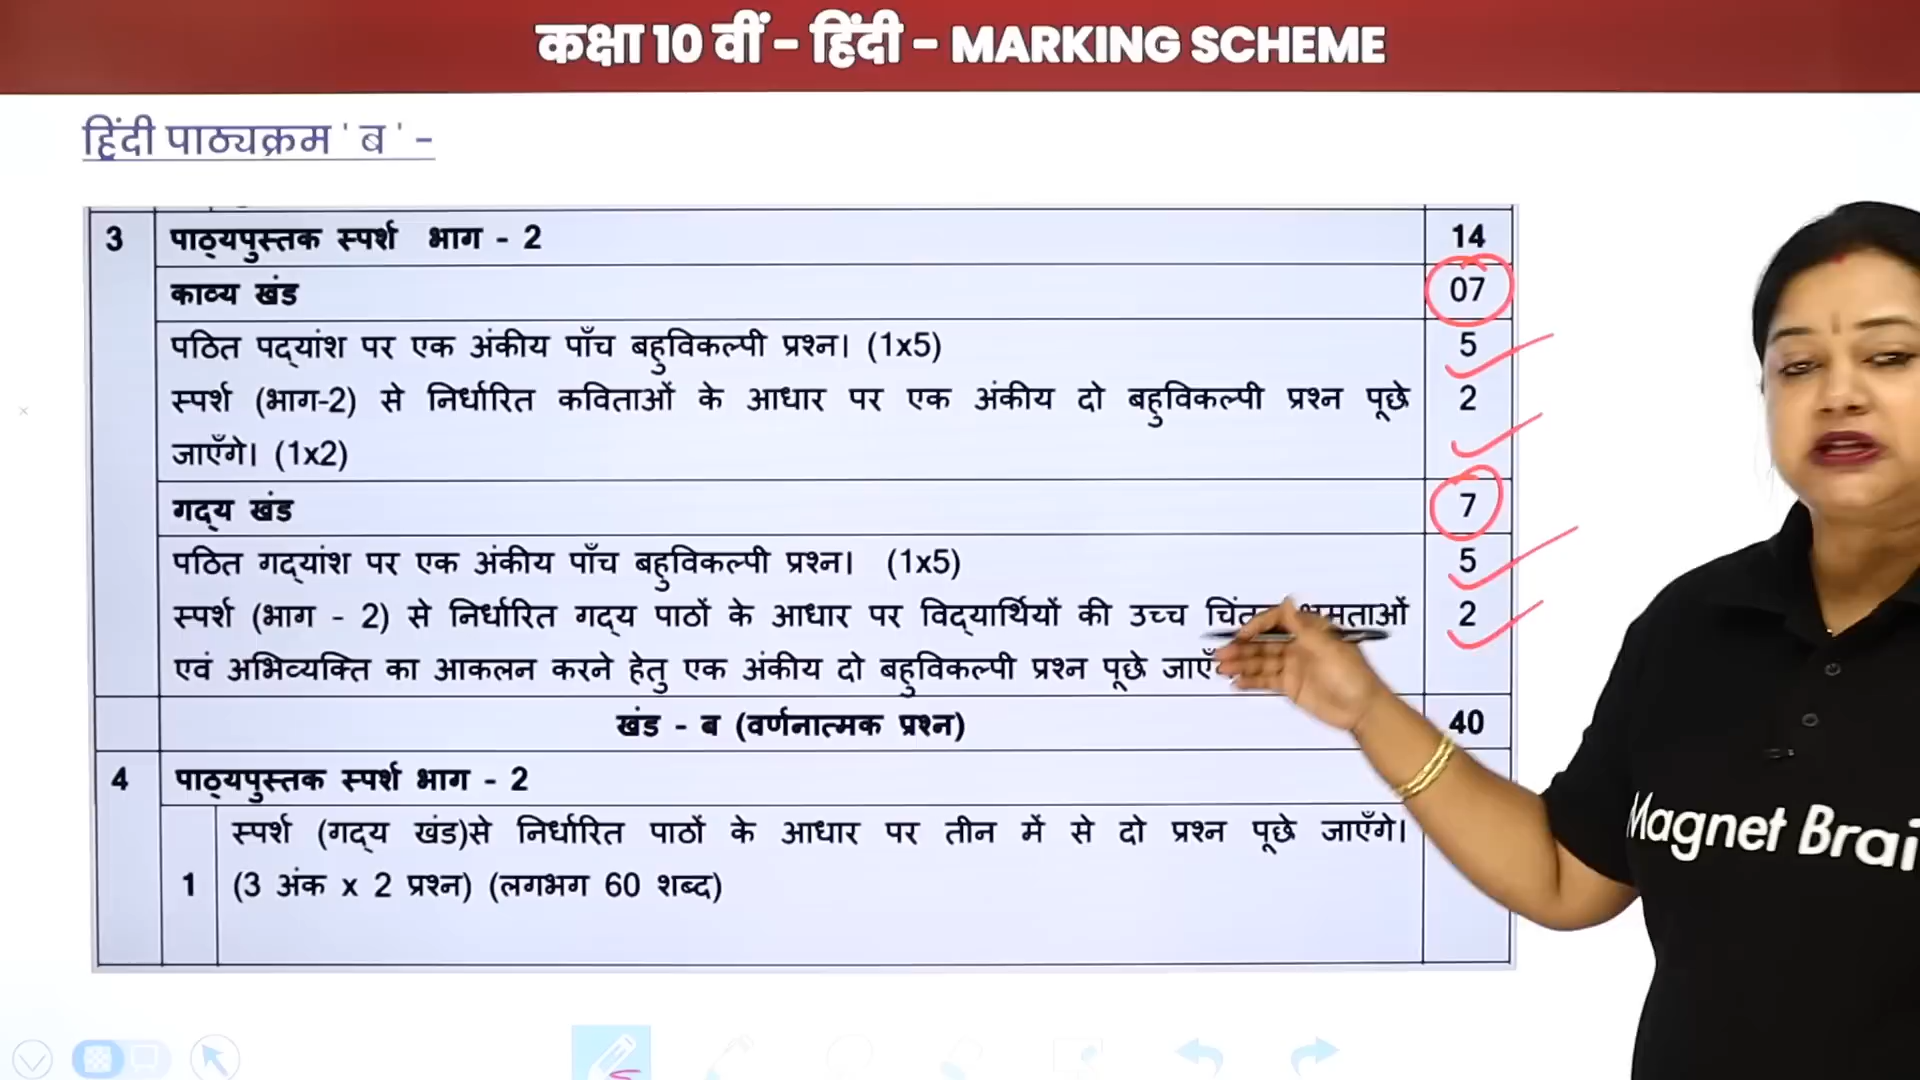 कक्षा 10 वीं - हिंदी - MARKING SCHEME
हिंदी पाठ्यक्रम ' ब ' -
3 पाठ्यपुस्तक स्पर्श भाग - 2 14
काव्य खंड 07
पठित पद्यांश पर एक अंकीय पाँच बहुविकल्पी प्रश्न। (1x5) 5
स्पर्श (भाग-2) से निर्धारित कविताओं के आधार पर एक अंकीय दो बहुविकल्पी प्रश्न पूछे 2
जाएँगे। (1x2)
गद्य खंड 7
पठित गद्यांश पर एक अंकीय पाँच बहुविकल्पी प्रश्न। (1x5) 5
स्पर्श (भाग - 2) से निर्धारित गद्य पाठों के आधार पर विद्यार्थियों की उच्च 2
एवं अभिव्यक्ति का आकलन करने हेतु एक अंकीय दो बहुविकल्पी प्रश्न पूछे
खंड - ब (वर्णनात्मक प्रश्न) 40
4 पाठ्यपुस्तक स्पर्श भाग - 2
स्पर्श (गद्य खंड)से निर्धारित पाठों के आधार पर तीन में से दो प्रश्न पूछे जाएँगे।
1 (3 अंक x 2 प्रश्न) (लगभग 60 शब्द)
Magnet Brai